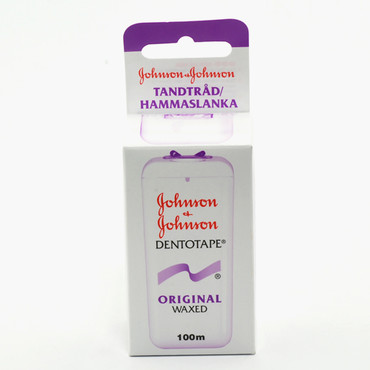 Johnson & Johnson
TANDTRÅD/
HAMMASLANKA
Johnson
&
Johnson
DENTOTAPE®
®
ORIGINAL
WAXED
100m